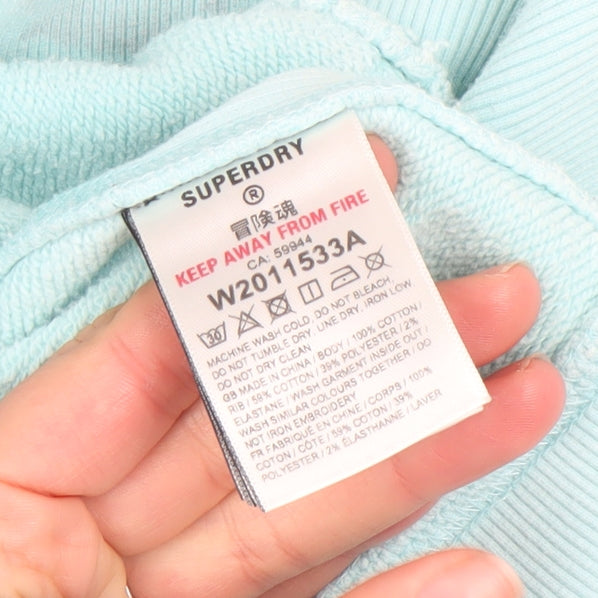 SUPERDRY
®
冒険魂
KEEP AWAY FROM FIRE
CA: 59944
W2011533A
30
MACHINE WASH COLD. DO NOT BLEACH.
DO NOT TUMBLE DRY. LINE DRY. IRON LOW
DO NOT DRY CLEAN
GB MADE IN CHINA / BODY / 100% COTTON /
RIB / 59% COTTON / 39% POLYESTER / 2%
ELASTANE / WASH GARMENT INSIDE OUT /
WASH SIMILAR COLOURS TOGETHER / DO
NOT IRON EMBROIDERY
FR FABRIQUÉ EN CHINE / CORPS / 100%
COTON / CÔTE / 59% COTON / 39%
POLYESTER / 2% ÉLASTHANNE / LAVER